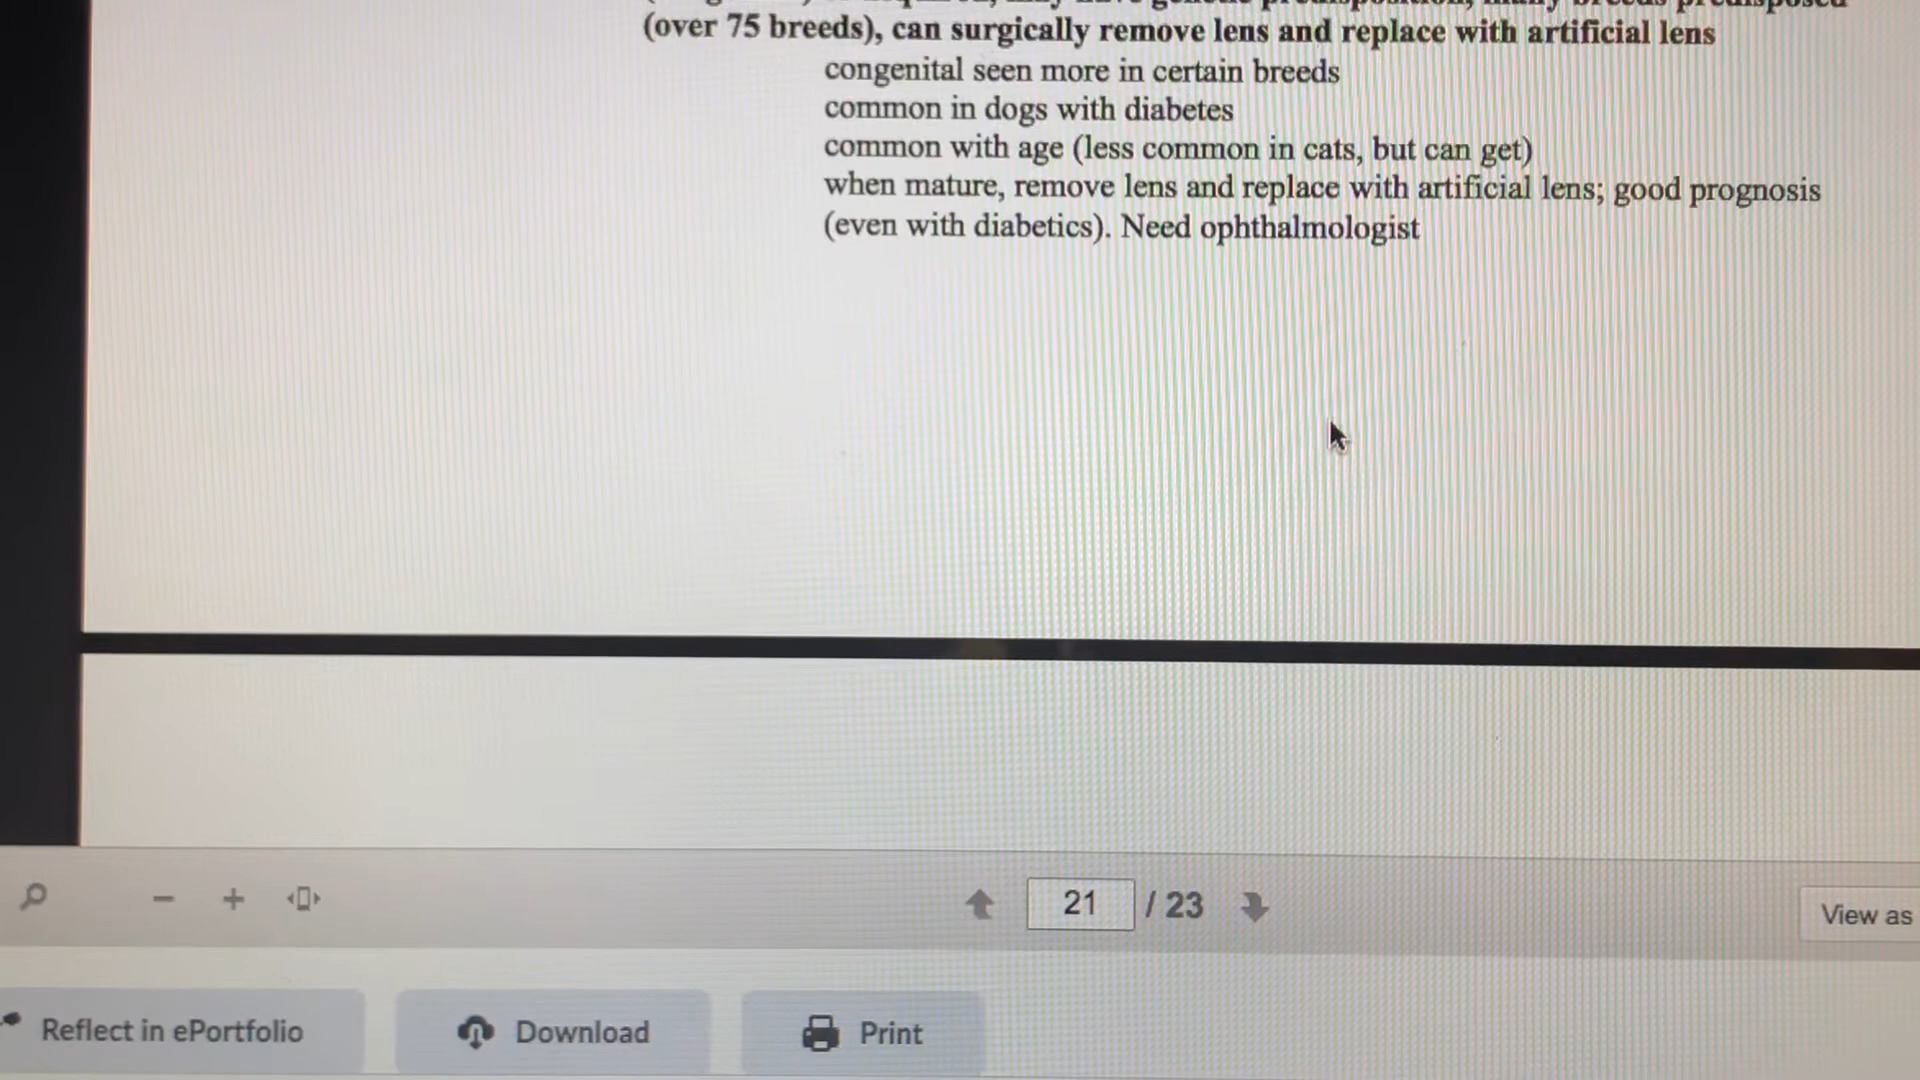 (over 75 breeds), can surgically remove lens and replace with artificial lens
congenital seen more in certain breeds
common in dogs with diabetes
common with age (less common in cats, but can get)
when mature, remove lens and replace with artificial lens; good prognosis
(even with diabetics). Need ophthalmologist
21 / 23
View as
Reflect in ePortfolio
Download
Print